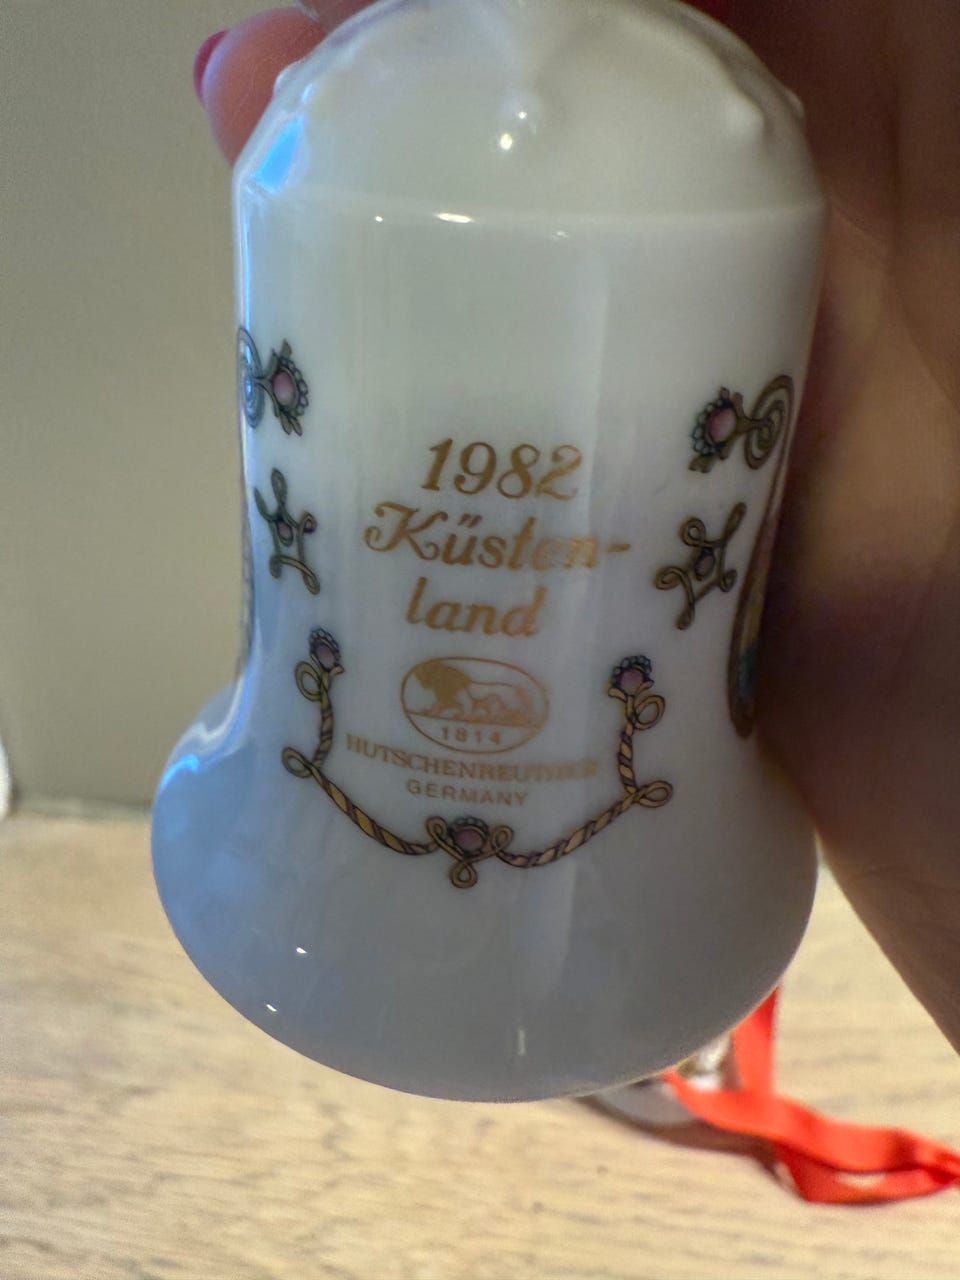 1982
Küsten-
land
1814
HUTSCHENREUTHER
GERMANY